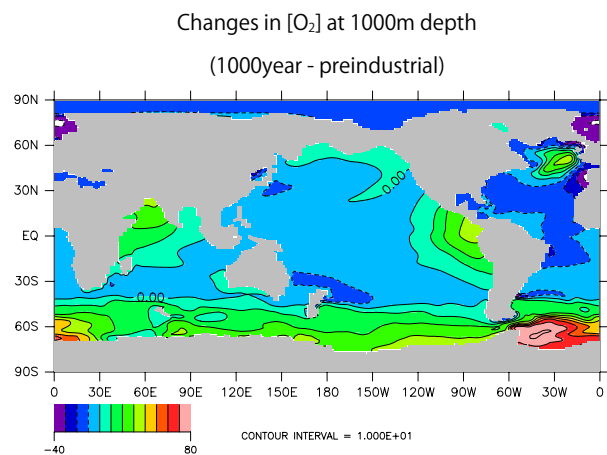 Changes in [O₂] at 1000m depth
(1000year - preindustrial)
90N
60N
30N
EQ
30S
60S
90S
0.00
0.00
0 30E 60E 90E 120E 150E 180 150W 120W 90W 60W 30W 0
-40 80
CONTOUR INTERVAL = 1.000E+01